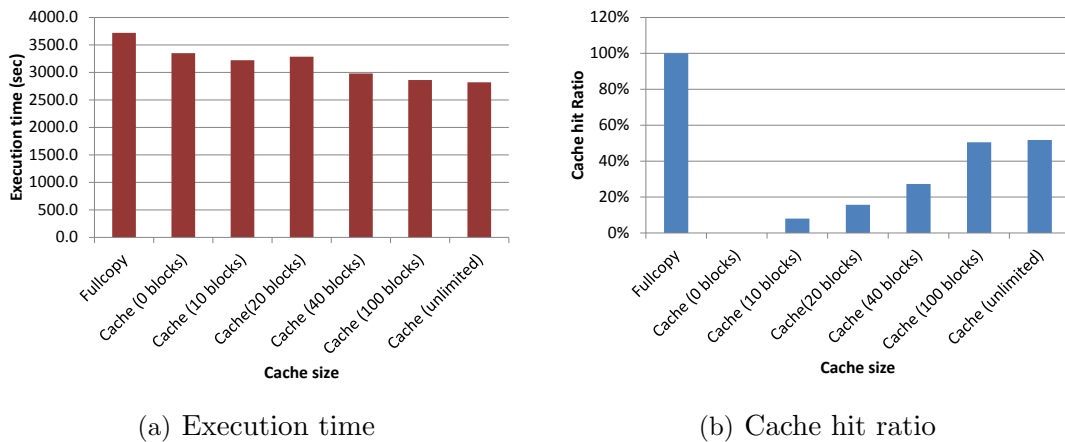 4000.0
3500.0
3000.0
2500.0
2000.0
1500.0
1000.0
500.0
0.0
Execution time (sec)
Fullcopy
Cache (0 blocks)
Cache (10 blocks)
Cache(20 blocks)
Cache (40 blocks)
Cache (100 blocks)
Cache (unlimited)
Cache size
(a) Execution time
120%
100%
80%
60%
40%
20%
0%
Cache hit Ratio
Fullcopy
Cache (0 blocks)
Cache (10 blocks)
Cache(20 blocks)
Cache (40 blocks)
Cache (100 blocks)
Cache (unlimited)
Cache size
(b) Cache hit ratio